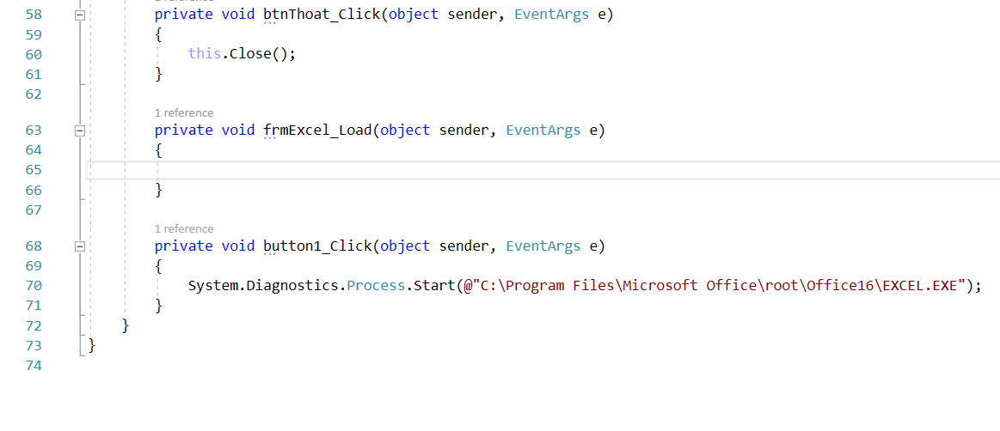 58 private void btnThoat_Click(object sender, EventArgs e)
59 {
60 this.Close();
61 }
62
1 reference
63 private void frmExcel_Load(object sender, EventArgs e)
64 {
65
66 }
67
1 reference
68 private void button1_Click(object sender, EventArgs e)
69 {
70 System.Diagnostics.Process.Start(@"C:\Program Files\Microsoft Office\root\Office16\EXCEL.EXE");
71 }
72 }
73 }
74